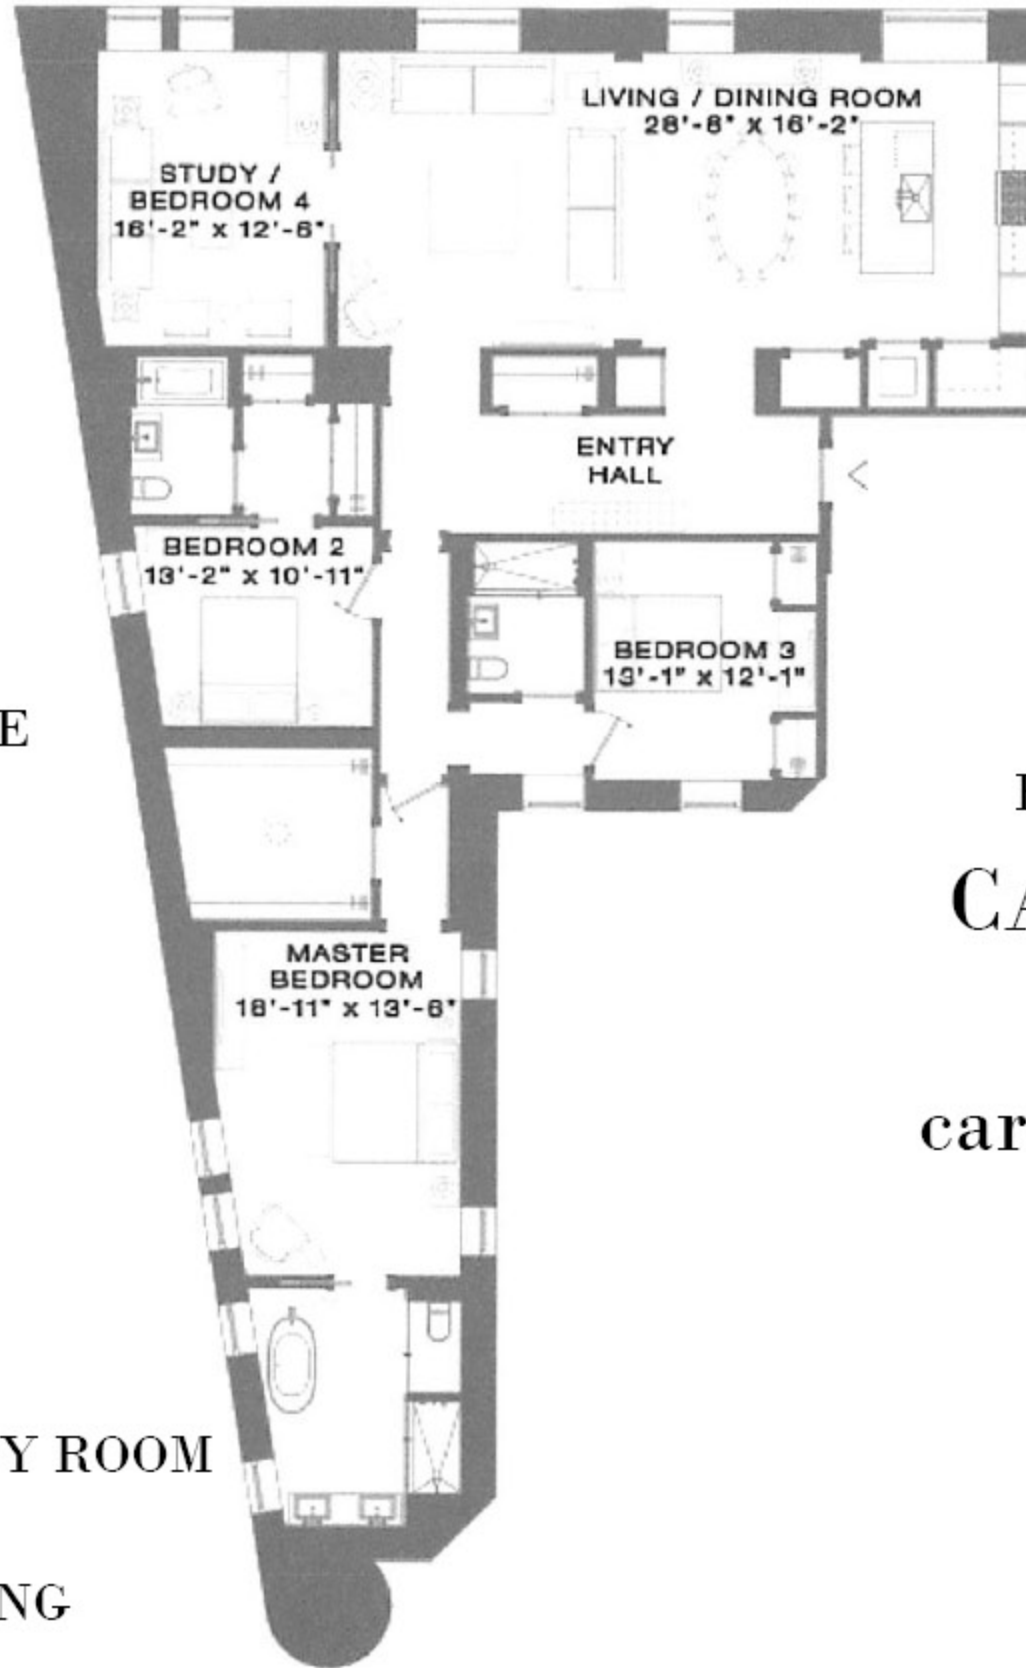 LIVING / DINING ROOM
28'-8" x 16'-2"
STUDY /
BEDROOM 4
16'-2" x 12'-6"
ENTRY
HALL
BEDROOM 2
13'-2" x 10'-11"
BEDROOM 3
13'-1" x 12'-1"
E
CA
MASTER
BEDROOM
18'-11" x 13'-6"
car
Y ROOM
NG